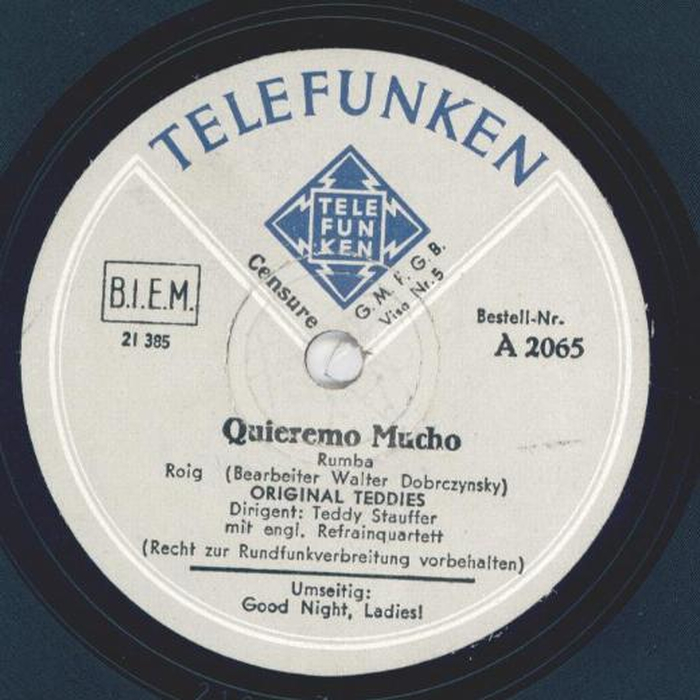 TELEFUNKEN
TELE
FUN
KEN
Censure
G. M. F. G. B.
Visa Nr. 5
B.I.E.M.
21 385
Bestell-Nr.
A 2065
Quieremo Mucho
Rumba
Roig (Bearbeiter Walter Dobrczynsky)
ORIGINAL TEDDIES
Dirigent: Teddy Stauffer
mit engl. Refrainquartett
(Recht zur Rundfunkverbreitung vorbehalten)
Umseitig:
Good Night, Ladies!